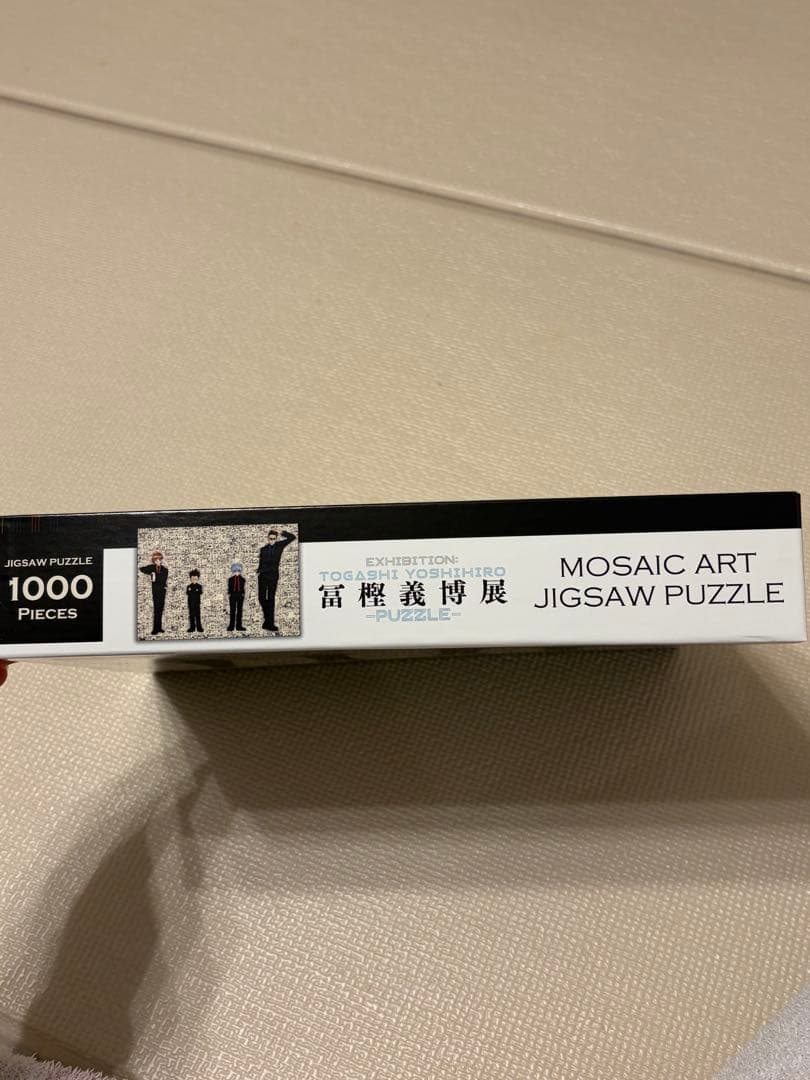 JIGSAW PUZZLE
1000
PIECES
EXHIBITION:
TOGASHI YOSHIHIRO
冨樫義博展
-PUZZLE-
MOSAIC ART
JIGSAW PUZZLE